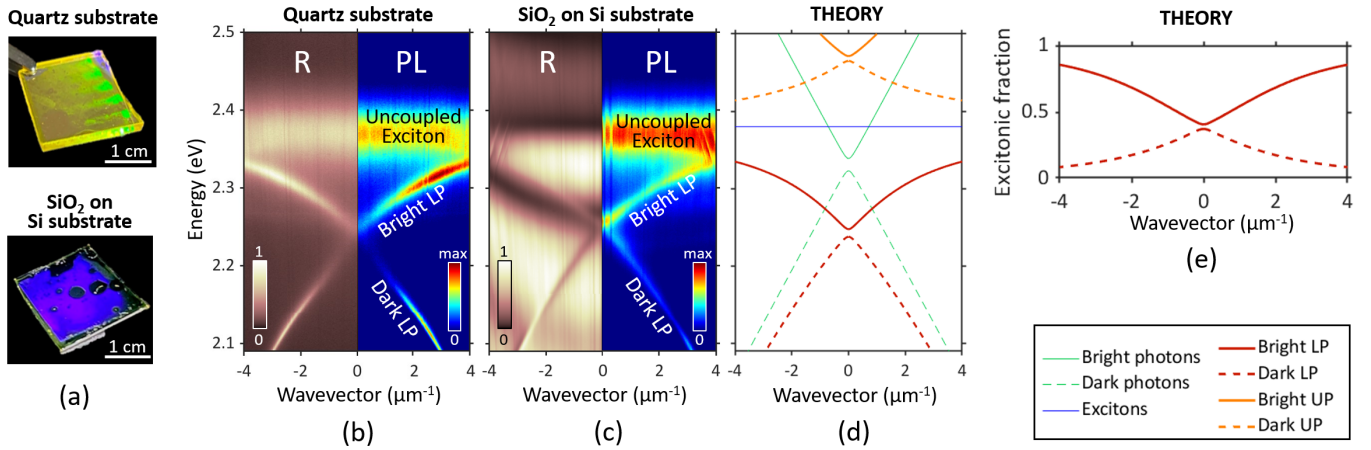 Quartz substrate
1 cm
SiO2 on
Si substrate
1 cm
(a)
Quartz substrate
Energy (eV)
2.5
2.4
2.3
2.2
2.1
R
PL
Uncoupled
Exciton
Bright LP
Dark LP
1
0
max
0
-4
-2
0
2
4
Wavevector (µm-1)
(b)
SiO2 on Si substrate
R
PL
Uncoupled
Exciton
Bright LP
Dark LP
1
0
max
0
-4
-2
0
2
4
Wavevector (µm-1)
(c)
THEORY
-4
-2
0
2
4
Wavevector (µm-1)
(d)
THEORY
Excitonic fraction
1
0.5
0
-4
-2
0
2
4
Wavevector (µm-1)
(e)
Bright photons
Dark photons
Excitons
Bright LP
Dark LP
Bright UP
Dark UP